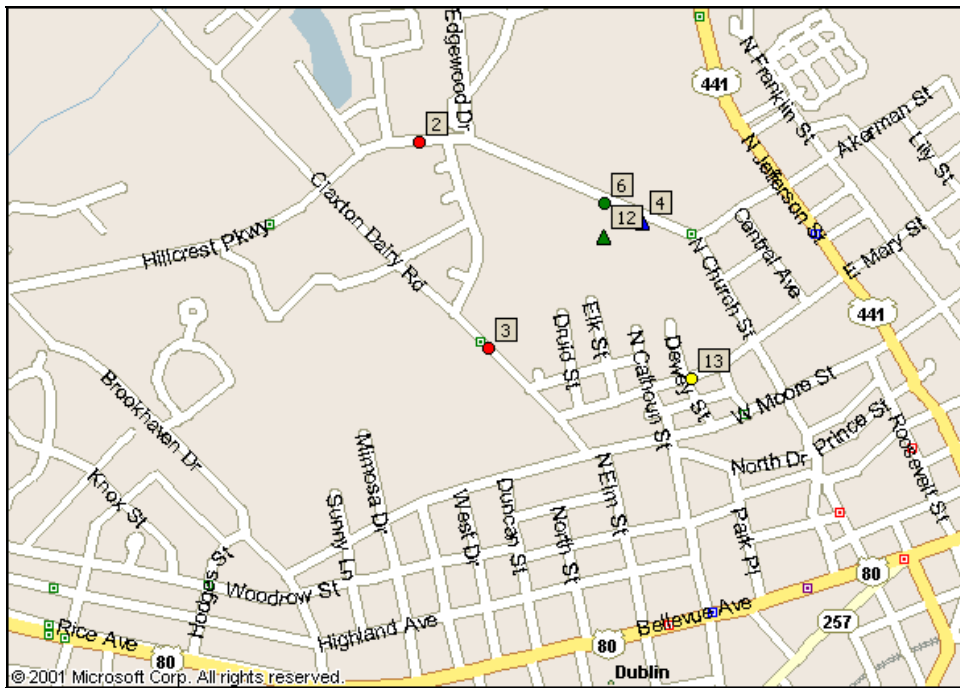 Edgewood Dr
N Franklin St
441
2
Akerman St
Lily St
N Jefferson St
Claxton Dairy Rd
6
4
12
Hillcrest Pkwy
N Church St
Central Ave
E Mary St
441
3
Druid St
Elk St
N Calhoun St
Dewey St
13
Brookhaven Dr
W Moore St
Prince St
Roosevelt St
North Dr
Mimosa Dr
Knox St
Sunny Ln
West Dr
Duncan St
North St
N Elm St
Park Pl
Hodges St
Woodrow St
80
Bellevue Ave
257
Rice Ave
Highland Ave
80
80
Dublin
© 2001 Microsoft Corp. All rights reserved.